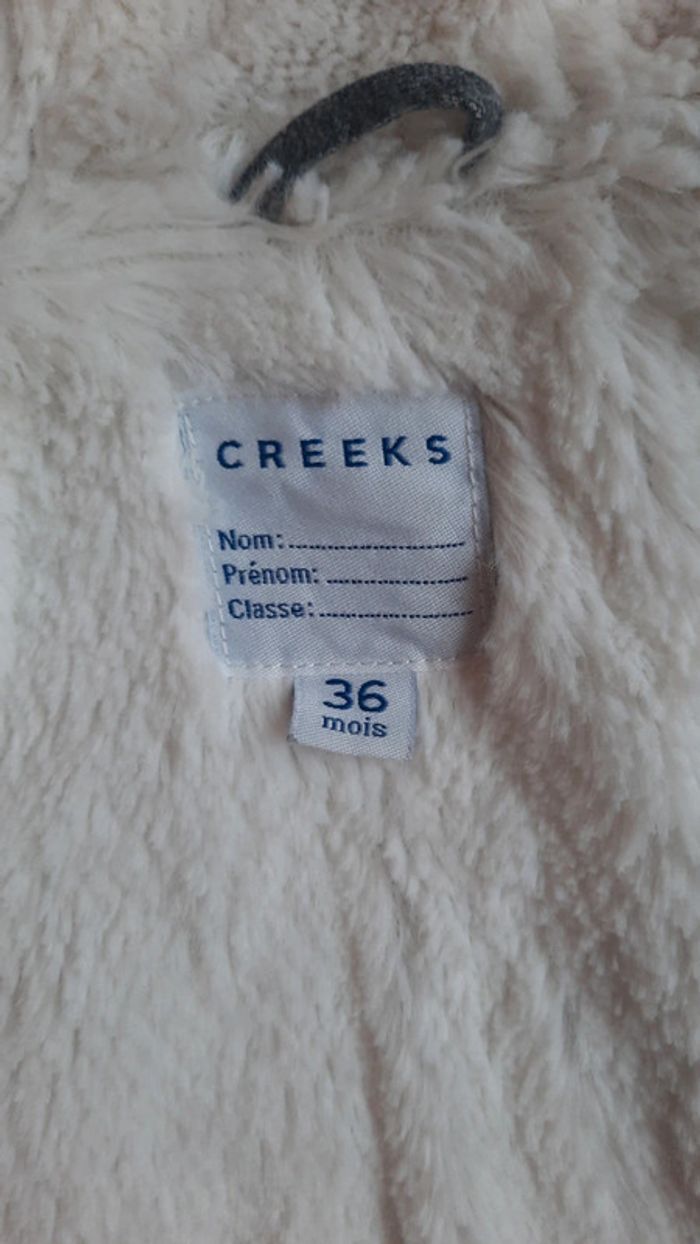 CREEKS
Nom:
Prénom:
Classe:
36
mois